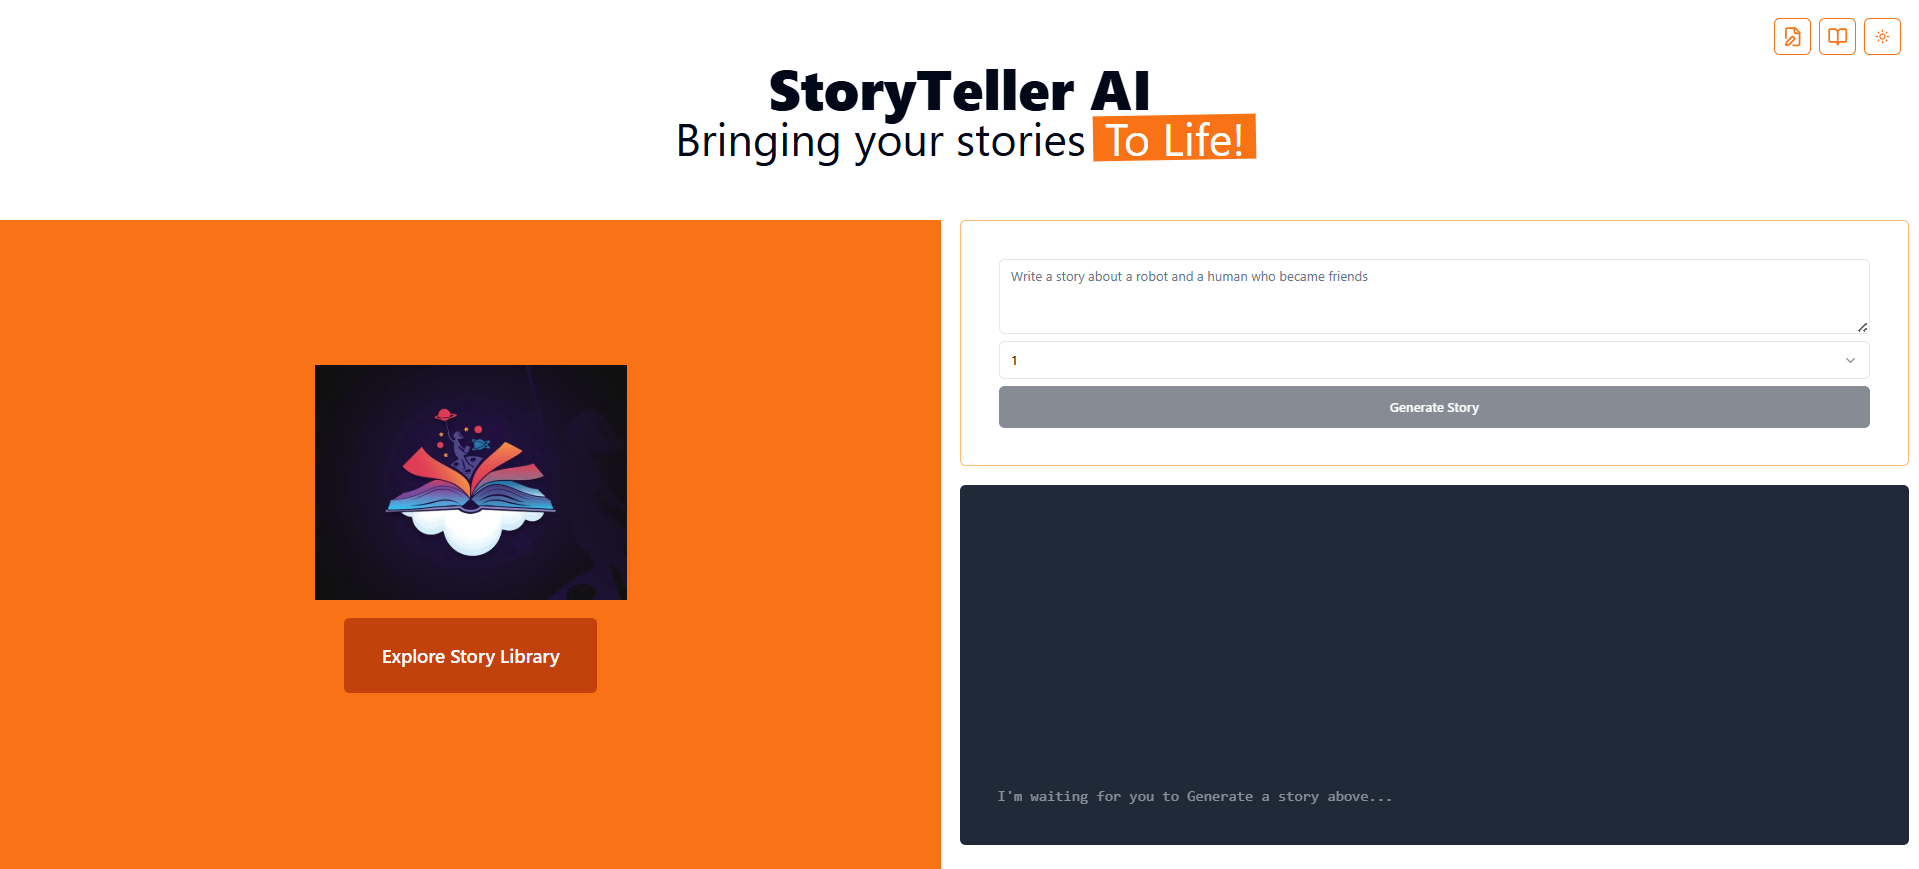 StoryTeller AI
Bringing your stories To Life!
Write a story about a robot and a human who became friends
1
Generate Story
Explore Story Library
I'm waiting for you to Generate a story above...